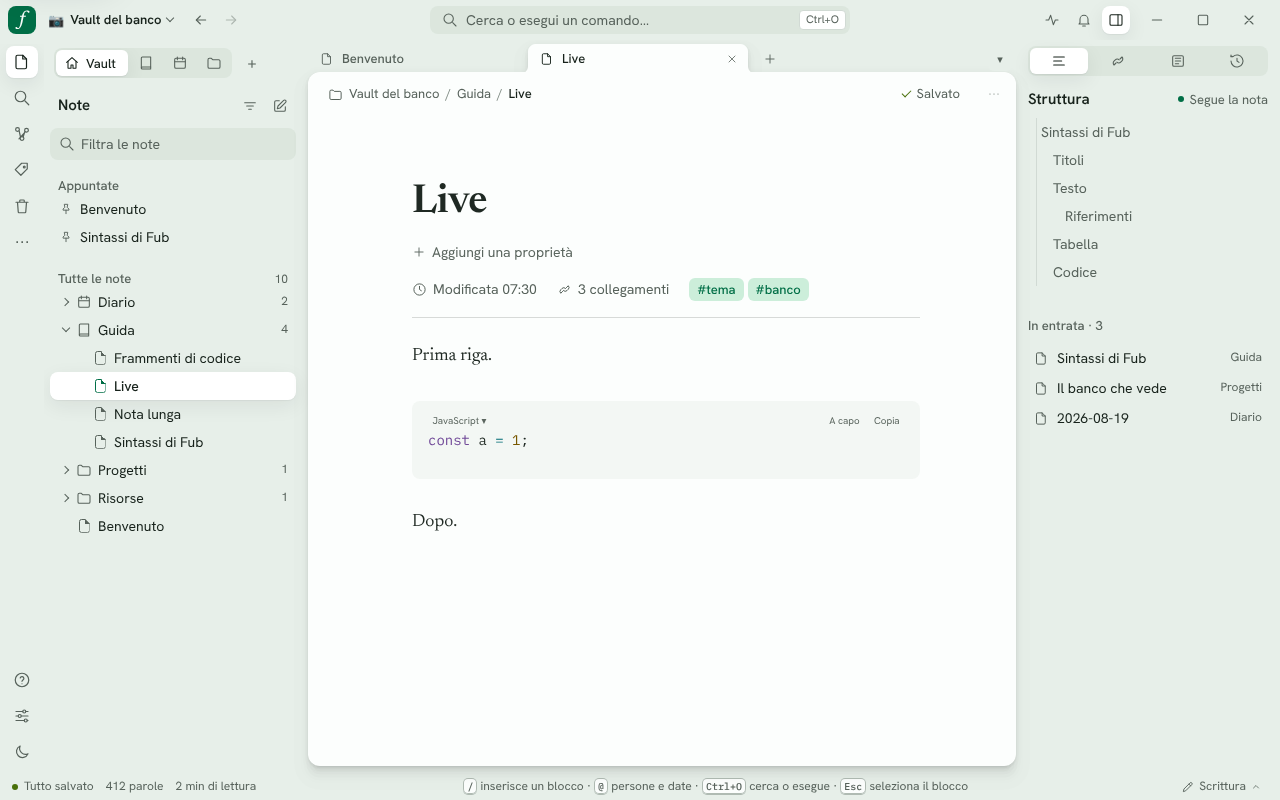 f Vault del banco
Cerca o esegui un comando… Ctrl+O
Vault
Benvenuto
Live
Note
Filtra le note
Appuntate
Benvenuto
Sintassi di Fub
Tutte le note 10
Diario 2
Guida 4
Frammenti di codice
Live
Nota lunga
Sintassi di Fub
Progetti 1
Risorse 1
Benvenuto
Vault del banco / Guida / Live
Salvato
Live
Aggiungi una proprietà
Modificata 07:30 3 collegamenti #tema #banco
Prima riga.
JavaScript ▾ A capo Copia
const a = 1;
Dopo.
Struttura Segue la nota
Sintassi di Fub
Titoli
Testo
Riferimenti
Tabella
Codice
In entrata · 3
Sintassi di Fub Guida
Il banco che vede Progetti
2026-08-19 Diario
Tutto salvato 412 parole 2 min di lettura
/ inserisce un blocco · @ persone e date · Ctrl+O cerca o esegue · Esc seleziona il blocco
Scrittura